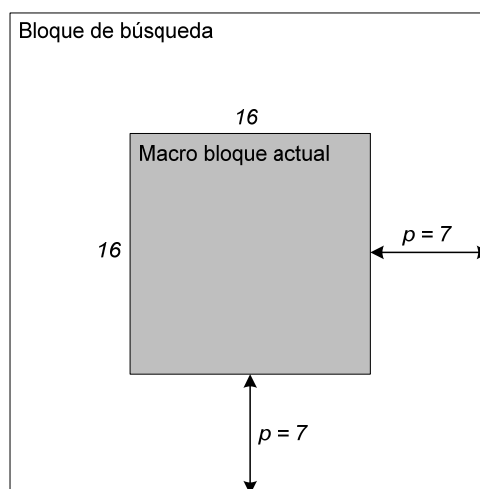 Bloque de búsqueda
16
Macro bloque actual
16
p = 7
p = 7